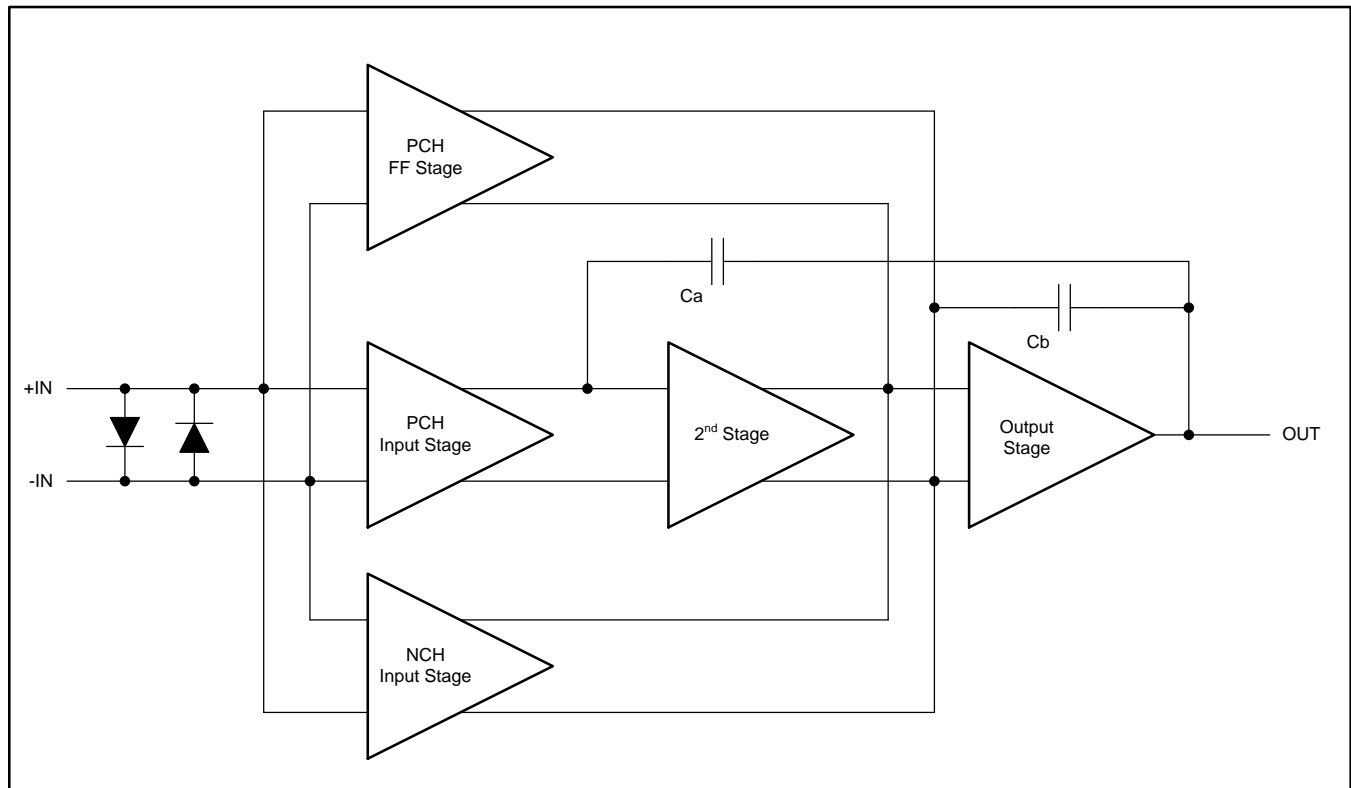 PCH
FF Stage
Ca
Cb
+IN
-IN
PCH
Input Stage
2nd Stage
Output
Stage
OUT
NCH
Input Stage